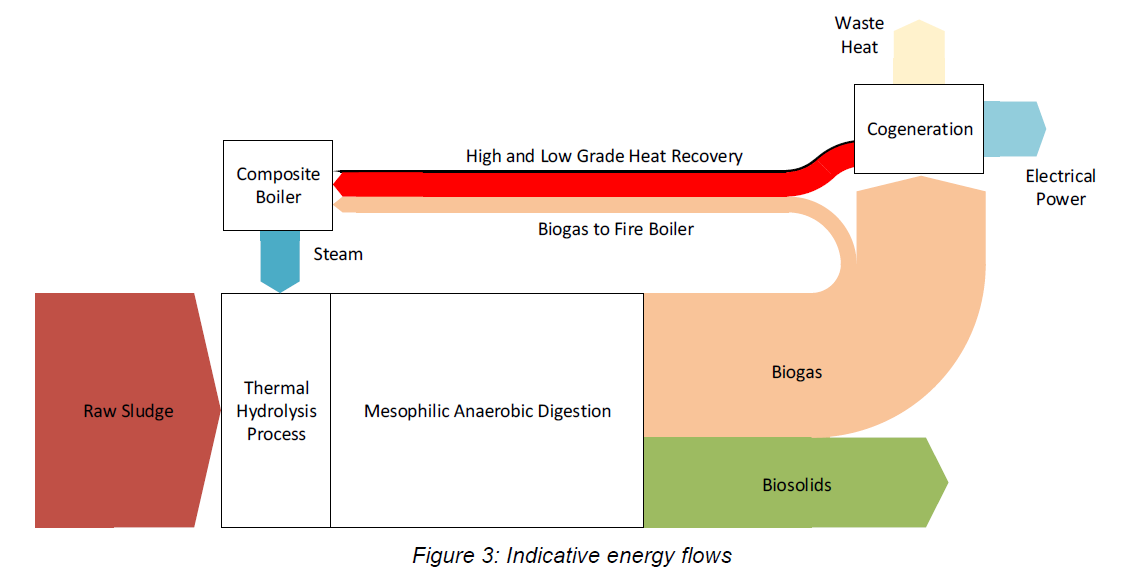 Waste
Heat
Cogeneration
High and Low Grade Heat Recovery
Composite
Boiler
Electrical
Power
Biogas to Fire Boiler
Steam
Biogas
Thermal
Hydrolysis
Process
Raw Sludge
Mesophilic Anaerobic Digestion
Biosolids
Figure 3: Indicative energy flows